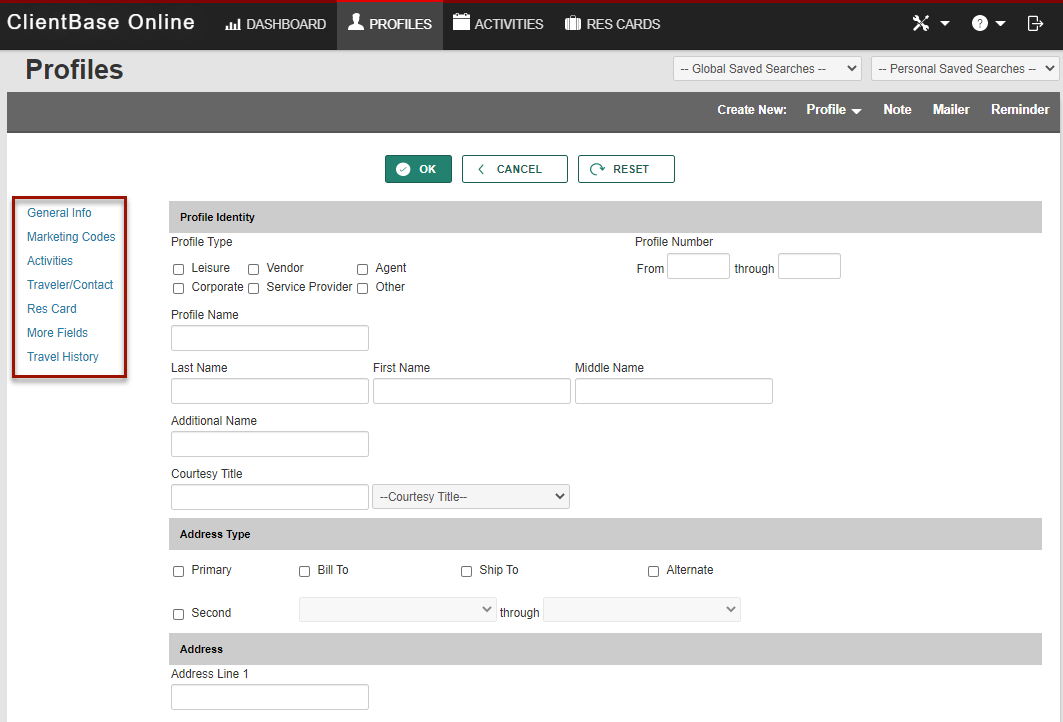 ClientBase Online DASHBOARD PROFILES ACTIVITIES RES CARDS
Profiles -- Global Saved Searches -- -- Personal Saved Searches --
Create New: Profile Note Mailer Reminder
OK CANCEL RESET
General Info
Marketing Codes
Activities
Traveler/Contact
Res Card
More Fields
Travel History
Profile Identity
Profile Type Profile Number
Leisure Vendor Agent From through
Corporate Service Provider Other
Profile Name
Last Name First Name Middle Name
Additional Name
Courtesy Title
--Courtesy Title--
Address Type
Primary Bill To Ship To Alternate
Second through
Address
Address Line 1